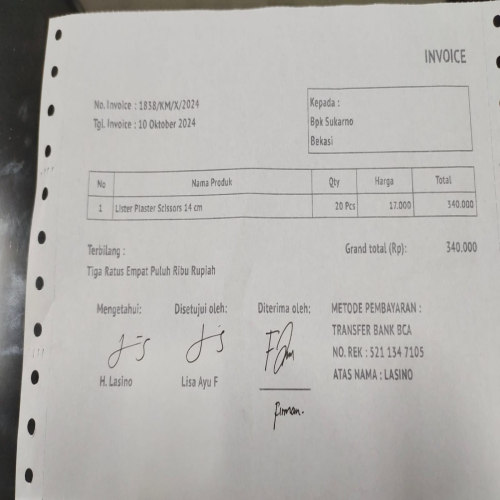 INVOICE
No. Invoice : 1838/KM/X/2024
Tgl. Invoice : 10 Oktober 2024
Kepada :
Bpk Sukarno
Bekasi
No Nama Produk Qty Harga Total
1 Lister Plaster Scissors 14 cm 20 Pcs 17.000 340.000
Terbilang :
Tiga Ratus Empat Puluh Ribu Rupiah
Grand total (Rp): 340.000
Mengetahui: Disetujui oleh: Diterima oleh:
H. Lasino Lisa Ayu F
Firman.
METODE PEMBAYARAN :
TRANSFER BANK BCA
NO. REK : 521 134 7105
ATAS NAMA : LASINO